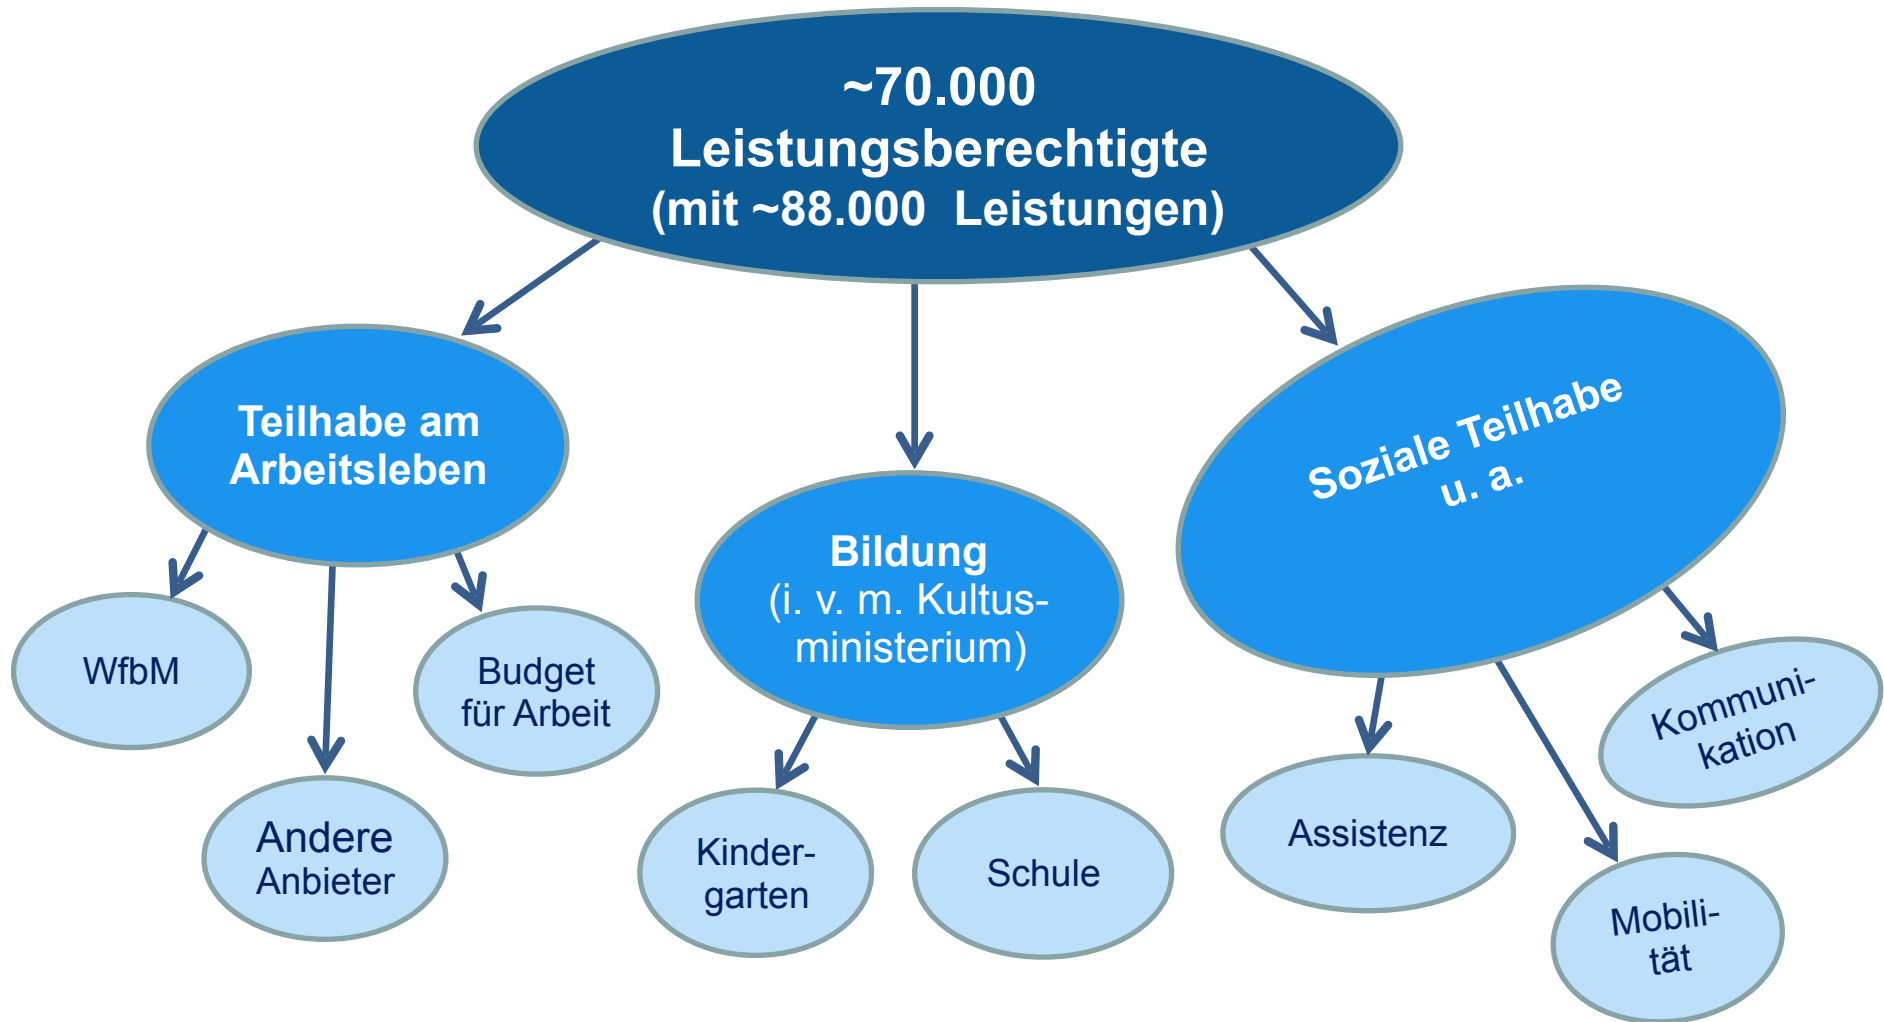 ~70.000
Leistungsberechtigte
(mit ~88.000 Leistungen)
Teilhabe am
Arbeitsleben
WfbM
Andere
Anbieter
Budget
für Arbeit
Bildung
(i. v. m. Kultus-
ministerium)
Kinder-
garten
Schule
Soziale Teilhabe
u. a.
Assistenz
Mobili-
tät
Kommuni-
kation